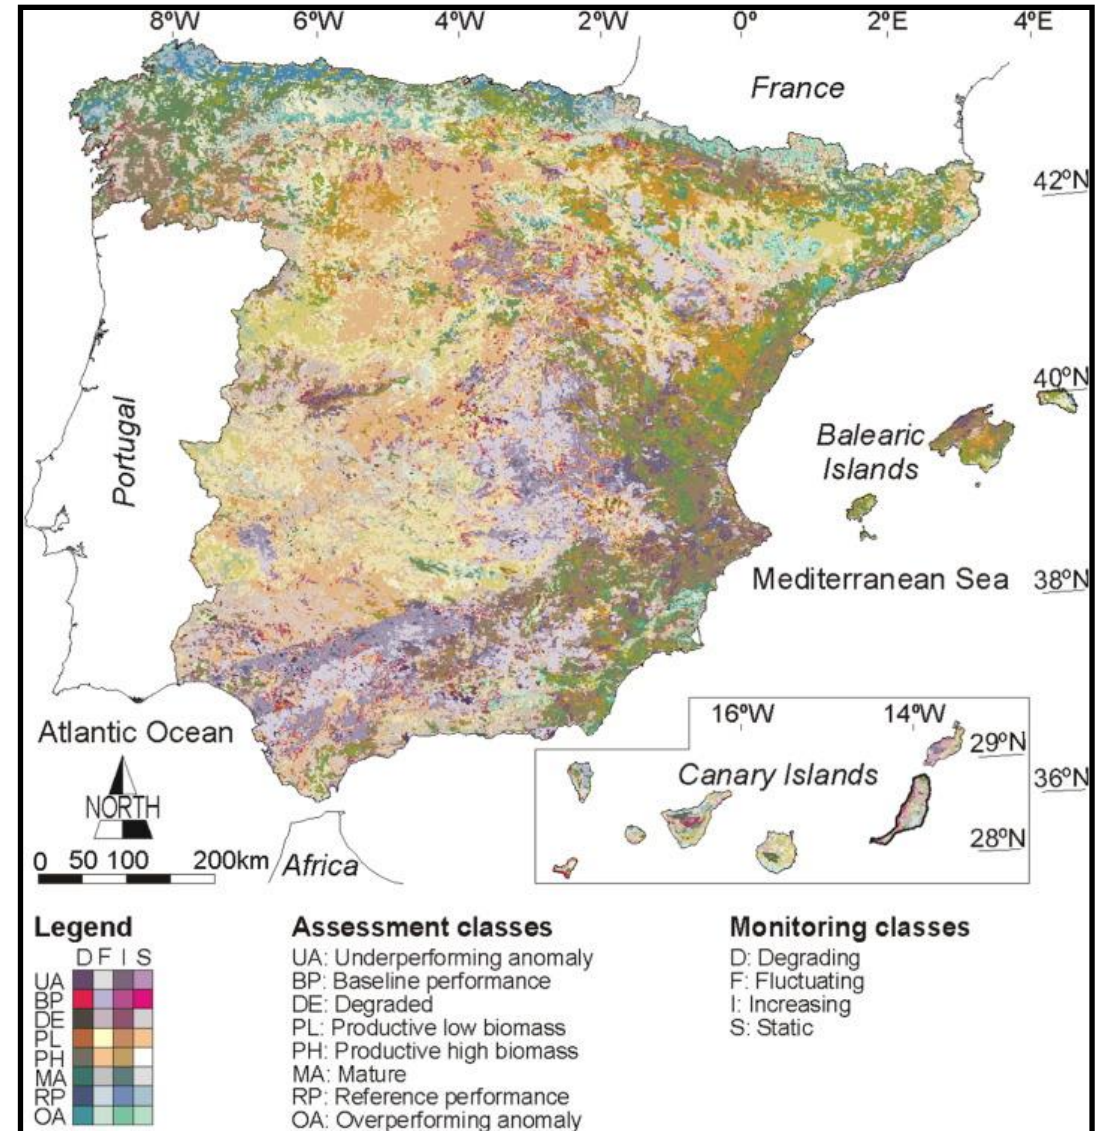 8ºW 6ºW 4ºW 2ºW 0º 2ºE 4ºE
France
42ºN
40ºN
Portugal
Balearic
Islands
Mediterranean Sea
38ºN
Atlantic Ocean
16ºW 14ºW
29ºN
Canary Islands
36ºN
NORTH
28ºN
0 50 100 200km
Africa
Legend
D F I S
UA
BP
DE
PL
PH
MA
RP
OA
Assessment classes
UA: Underperforming anomaly
BP: Baseline performance
DE: Degraded
PL: Productive low biomass
PH: Productive high biomass
MA: Mature
RP: Reference performance
OA: Overperforming anomaly
Monitoring classes
D: Degrading
F: Fluctuating
I: Increasing
S: Static